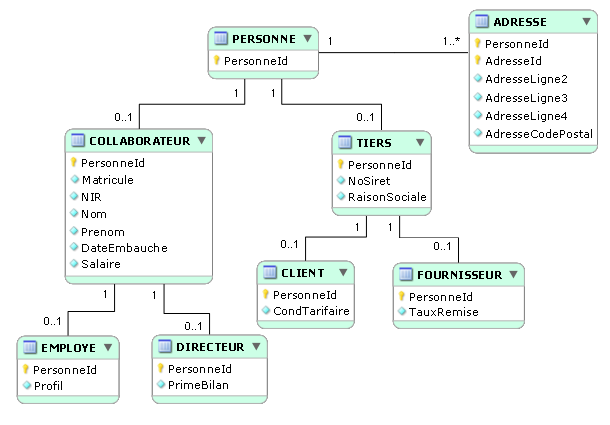 PERSONNE
PersonneId
1
1..*
ADRESSE
PersonneId
AdresseId
AdresseLigne2
AdresseLigne3
AdresseLigne4
AdresseCodePostal
1
1
0..1
0..1
COLLABORATEUR
PersonneId
Matricule
NIR
Nom
Prenom
DateEmbauche
Salaire
TIERS
PersonneId
NoSiret
RaisonSociale
1
1
0..1
0..1
CLIENT
PersonneId
CondTarifaire
FOURNISSEUR
PersonneId
TauxRemise
1
1
0..1
0..1
EMPLOYE
PersonneId
Profil
DIRECTEUR
PersonneId
PrimeBilan